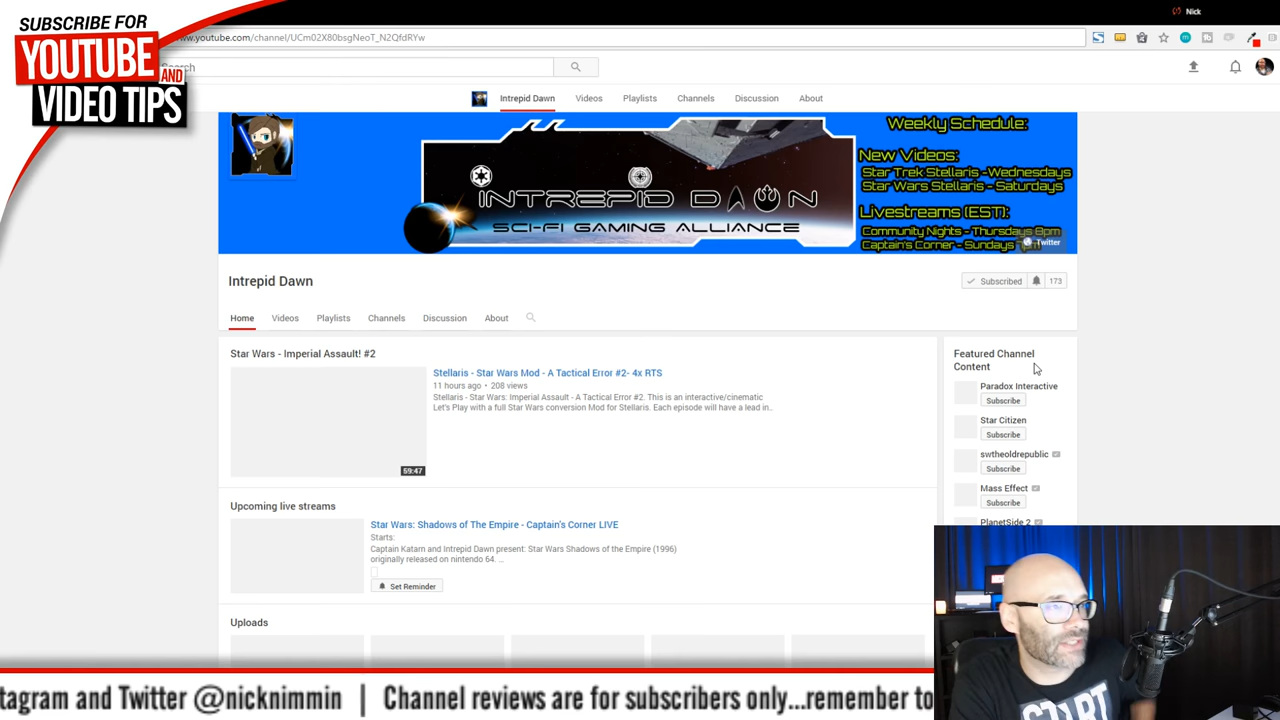 Nick
SUBSCRIBE FOR
YOUTUBE AND
VIDEO TIPS
w.youtube.com/channel/UCm02X80bsgNeoT_N2QfdRYw
Search
Intrepid Dawn
Videos
Playlists
Channels
Discussion
About
Weekly Schedule:
New Videos:
Star Trek Stellaris -Wednesdays
Star Wars Stellaris - Saturdays
Livestreams (EST):
Community Nights - Thursdays 8pm
Captain's Corner - Sundays
Twitter
INTREPID DAWN
SCI-FI GAMING ALLIANCE
Intrepid Dawn
Subscribed
173
Home
Videos
Playlists
Channels
Discussion
About
Star Wars - Imperial Assault! #2
Stellaris - Star Wars Mod - A Tactical Error #2- 4x RTS
11 hours ago • 208 views
Stellaris - Star Wars: Imperial Assault - A Tactical Error #2. This is an interactive/cinematic
Let's Play with a full Star Wars conversion Mod for Stellaris. Each episode will have a lead in..
59:47
Upcoming live streams
Star Wars: Shadows of The Empire - Captain's Corner LIVE
Starts:
Captain Katarn and Intrepid Dawn present: Star Wars Shadows of the Empire (1996)
originally released on nintendo 64. ...
Set Reminder
Uploads
Featured Channel
Content
Paradox Interactive
Subscribe
Star Citizen
Subscribe
swtheoldrepublic
Subscribe
Mass Effect
Subscribe
PlanetSide 2
START
tagram and Twitter @nicknimmin | Channel reviews are for subscribers only...remember to